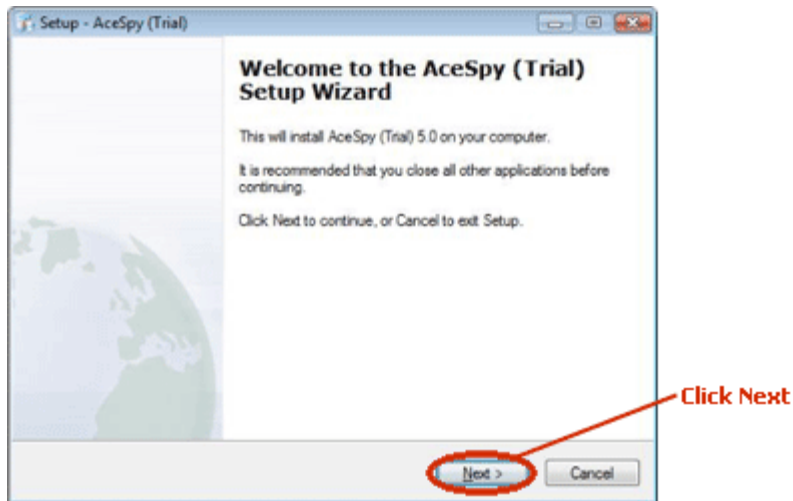 Setup - AceSpy (Trial)
Welcome to the AceSpy (Trial)
Setup Wizard
This will install AceSpy (Trial) 5.0 on your computer.
It is recommended that you close all other applications before
continuing.
Click Next to continue, or Cancel to exit Setup.
Click Next
Next >
Cancel